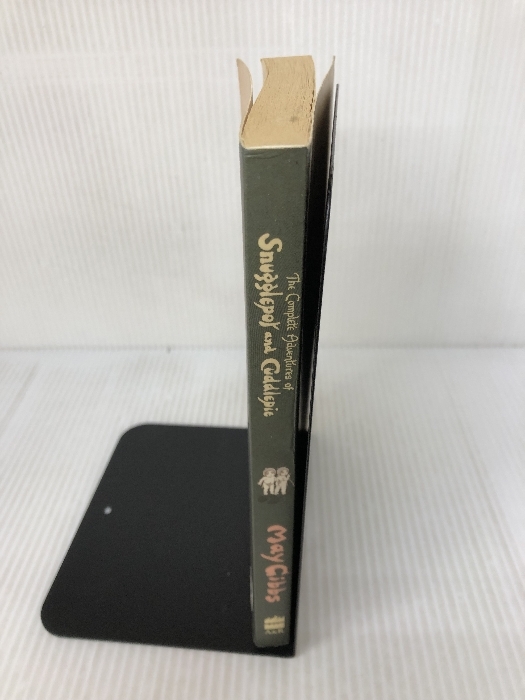 The Complete Adventures of
Snugglepot and Cuddlepie
May Gibbs
A&R